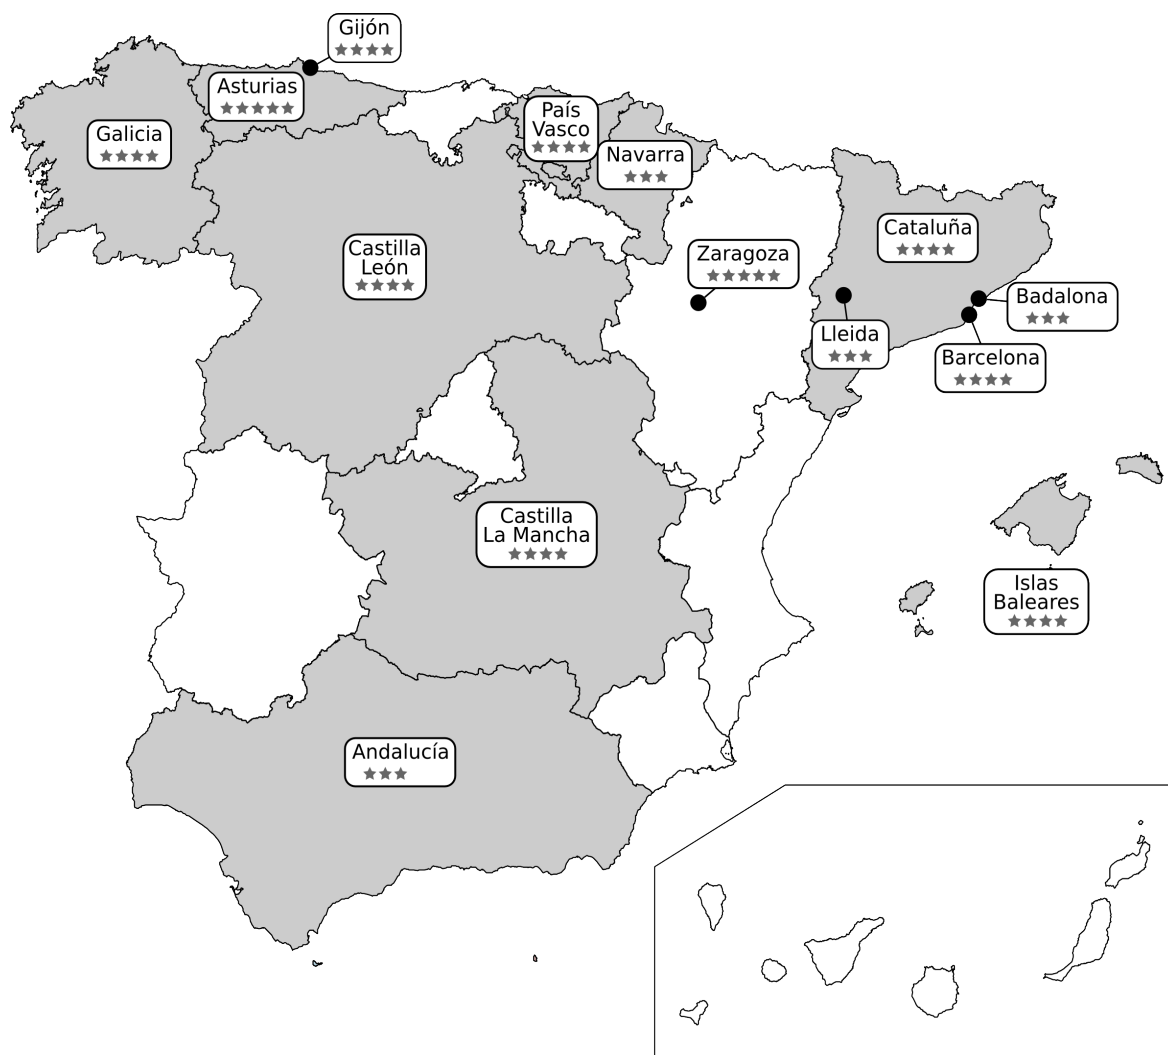 Gijón
★★★★
Asturias
★★★★★
País
Vasco
★★★★
Galicia
★★★★
Navarra
★★★
Cataluña
★★★★
Castilla
León
★★★★
Zaragoza
★★★★★
Badalona
★★★
Lleida
★★★
Barcelona
★★★★
Castilla
La Mancha
★★★★
Islas
Baleares
★★★★
Andalucía
★★★